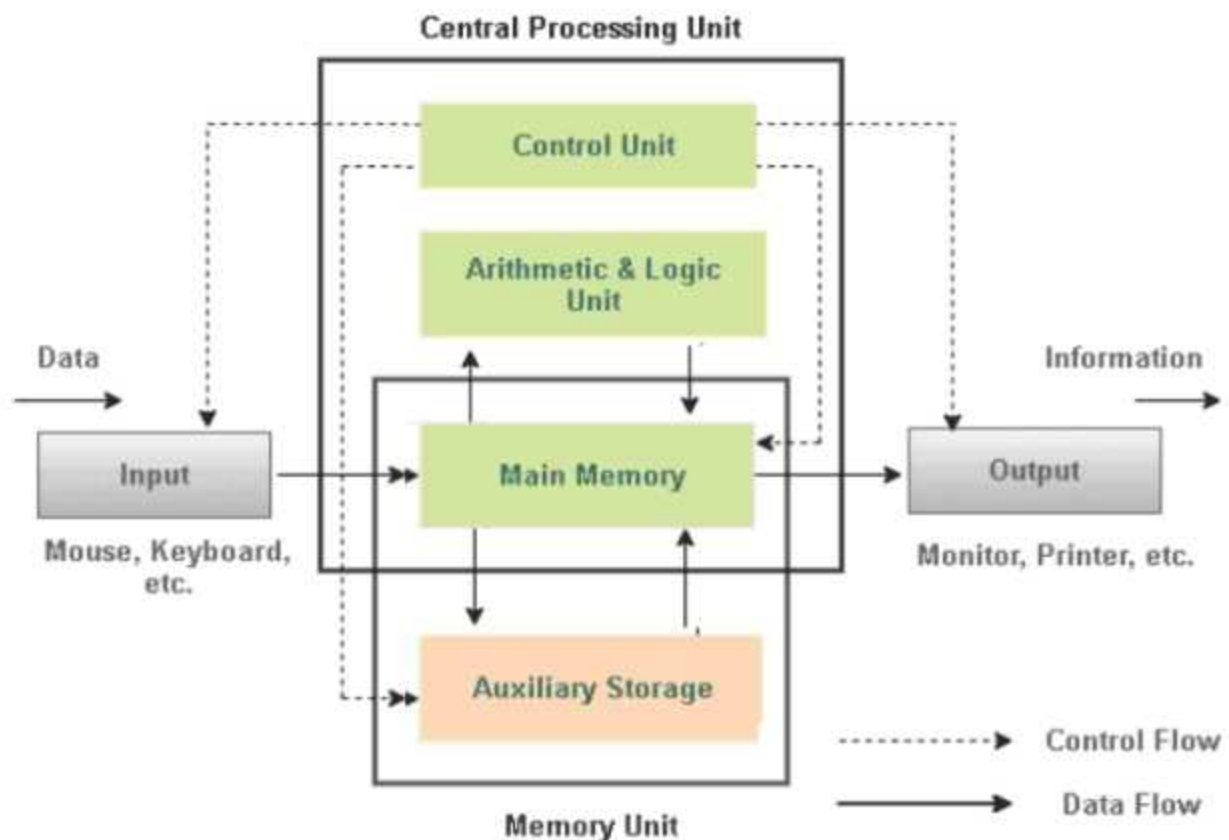 Central Processing Unit
Control Unit
Arithmetic & Logic
Unit
Data
Information
Input
Main Memory
Output
Mouse, Keyboard,
etc.
Monitor, Printer, etc.
Auxiliary Storage
Control Flow
Data Flow
Memory Unit